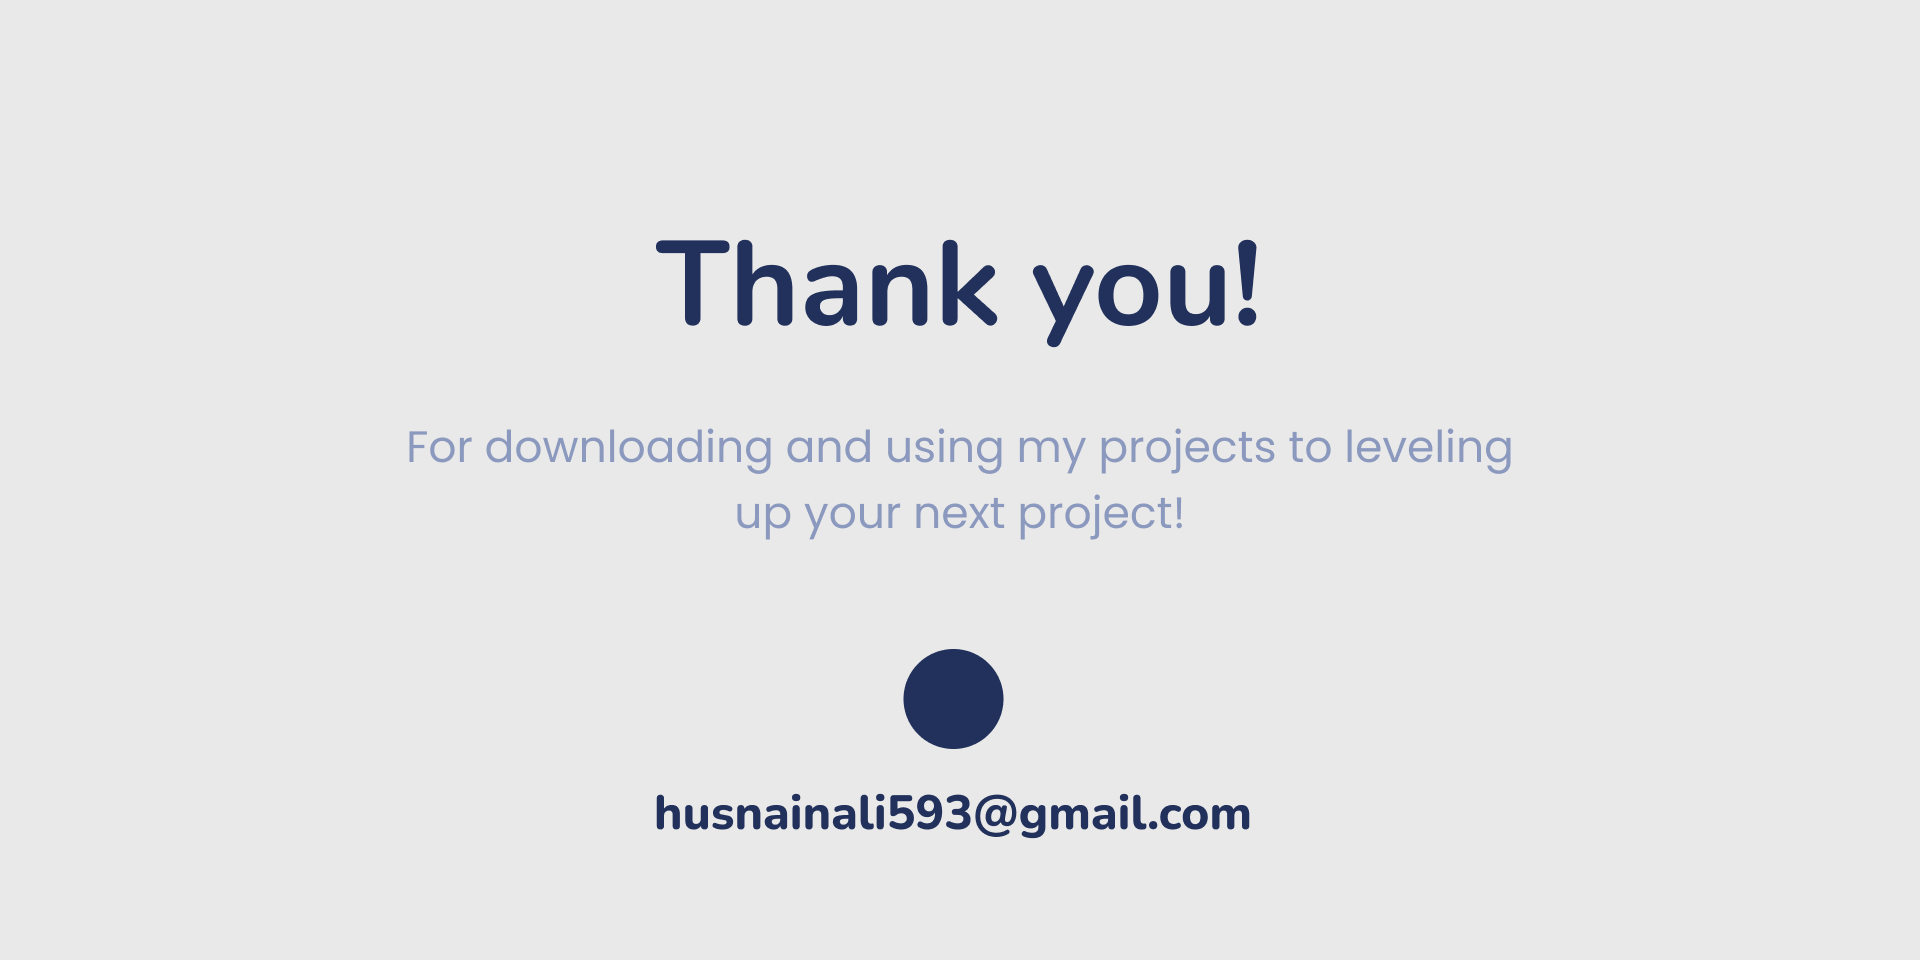 Thank you!
For downloading and using my projects to leveling
up your next project!
husnainali593@gmail.com